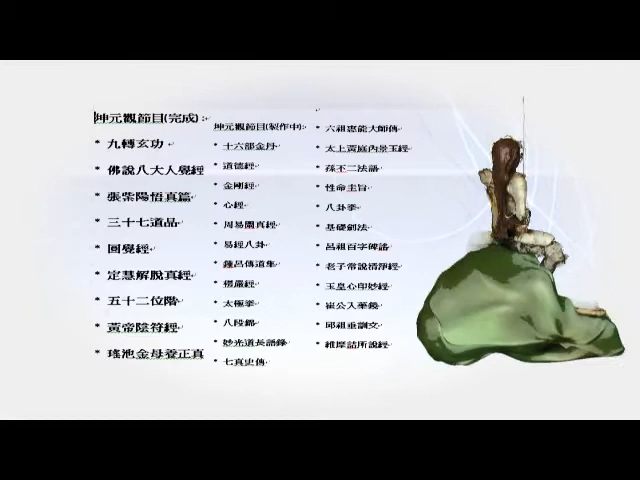 坤元觀節目(完成):
* 九轉玄功
* 佛說八大人覺經
* 張紫陽悟真篇
* 三十七道品
* 圓覺經
* 定慧解脫真經
* 五十二位階
* 黃帝陰符經
* 瑤池金母養正真
坤元觀節目(製作中):
* 十六部金丹
* 道德經
* 金剛經
* 心經
* 周易闡真經
* 易經八卦
* 鍾呂傳道集
* 楞嚴經
* 太極拳
* 八段錦
* 妙光道長語錄
* 七真史傳
* 六祖惠能大師傳
* 太上黃庭內景玉經
* 孫不二法語
* 性命圭旨
* 八卦拳
* 基礎劍法
* 呂祖百字碑詻
* 老子常說清淨經
* 玉皇心印妙經
* 崔公入藥鏡
* 邱祖垂訓文
* 維摩詰所說經